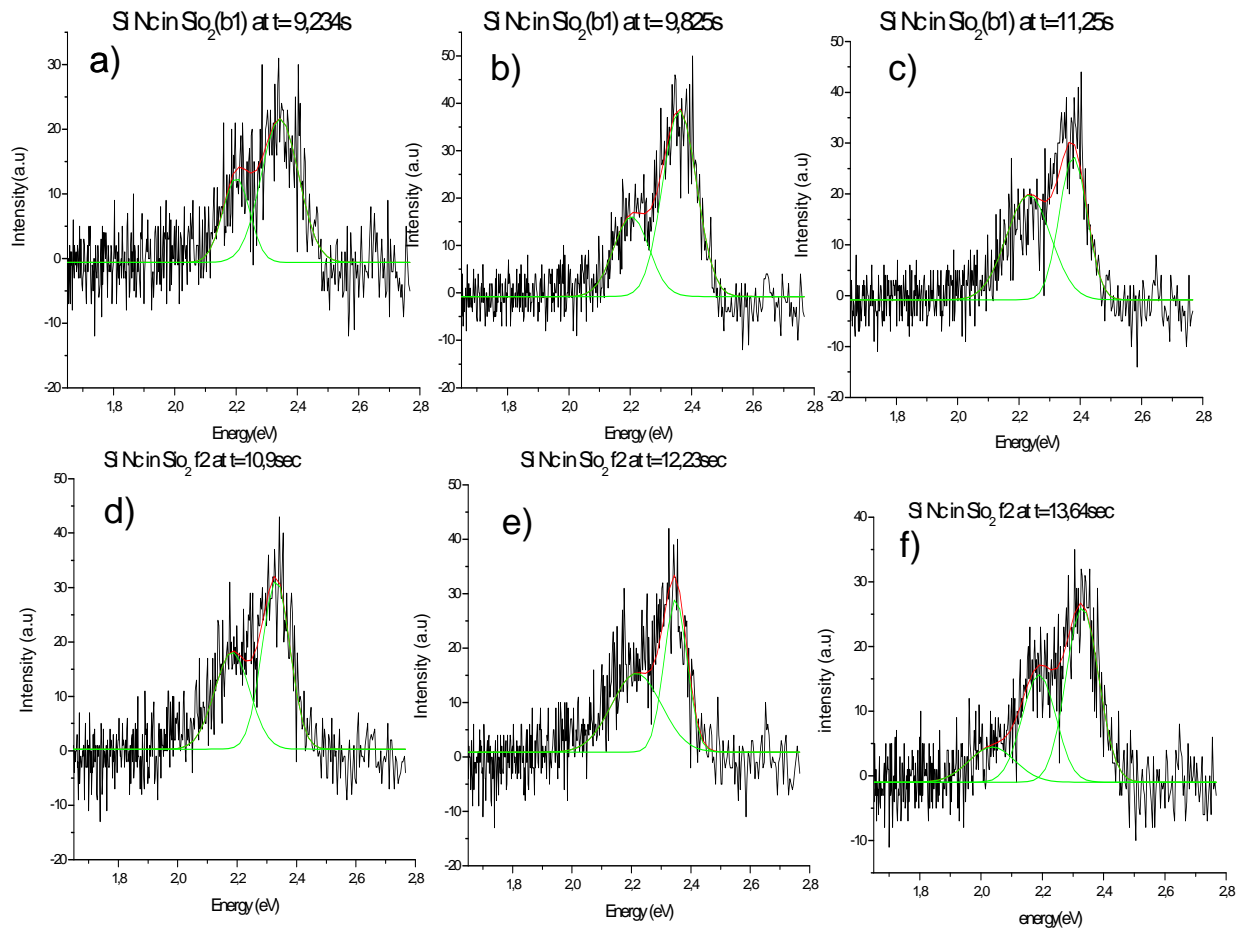 Si Nc in Sio2(b1) at t= 9,234s
Si Nc in Sio2(b1) at t= 9,825s
Si Nc in Sio2(b1) at t=11,25s
a)
b)
c)
Intensity(a.u)
Intensity (a.u)
Intensity (a.u)
30
20
10
0
-10
-20
60
50
40
30
20
10
0
-10
-20
50
40
30
20
10
0
-10
-20
1,8 2,0 2,2 2,4 2,6 2,8
1,8 2,0 2,2 2,4 2,6 2,8
1,8 2,0 2,2 2,4 2,6 2,8
Energy(eV)
Energy (eV)
Energy(eV)
Si Nc in Sio2 f2 at t=10,9sec
Si Nc in Sio2 f2 at t=12,23sec
Si Nc in Sio2 f2 at t=13,64sec
d)
e)
f)
Intensity (a.u)
Intensity (a.u)
intensity (a.u)
50
40
30
20
10
0
-10
-20
50
40
30
20
10
0
-10
-20
40
30
20
10
0
-10
1,8 2,0 2,2 2,4 2,6 2,8
1,8 2,0 2,2 2,4 2,6 2,8
1,8 2,0 2,2 2,4 2,6 2,8
Energy (eV)
Energy (eV)
energy(eV)